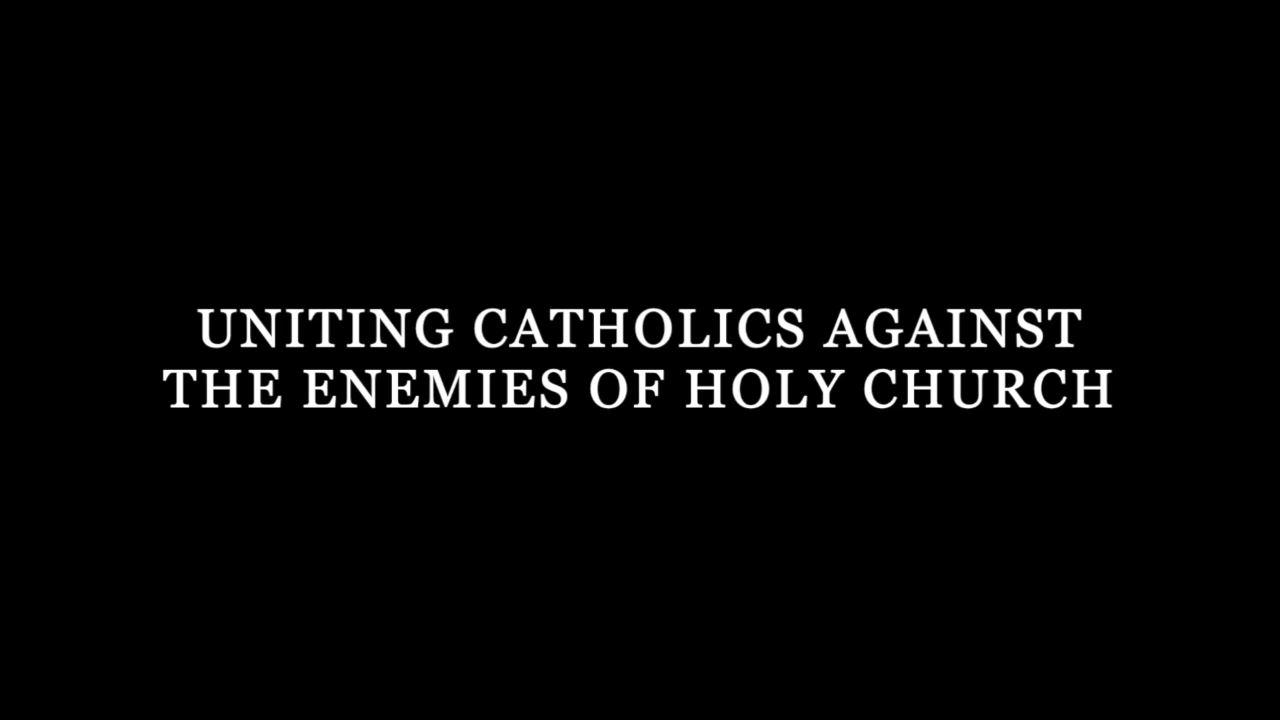 UNITING CATHOLICS AGAINST
THE ENEMIES OF HOLY CHURCH